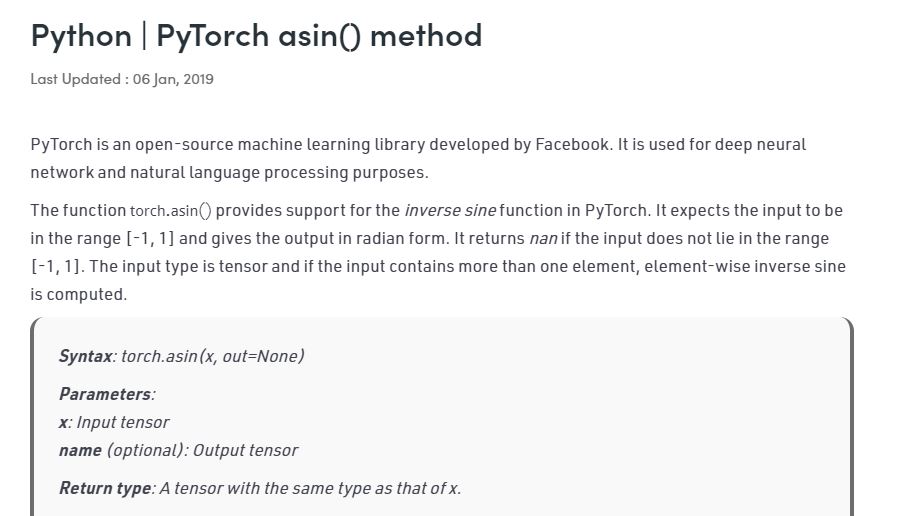 Python | PyTorch asin() method
Last Updated : 06 Jan, 2019
PyTorch is an open-source machine learning library developed by Facebook. It is used for deep neural
network and natural language processing purposes.
The function torch.asin() provides support for the inverse sine function in PyTorch. It expects the input to be
in the range [-1, 1] and gives the output in radian form. It returns nan if the input does not lie in the range
[-1, 1]. The input type is tensor and if the input contains more than one element, element-wise inverse sine
is computed.
Syntax: torch.asin(x, out=None)
Parameters:
x: Input tensor
name (optional): Output tensor
Return type: A tensor with the same type as that of x.